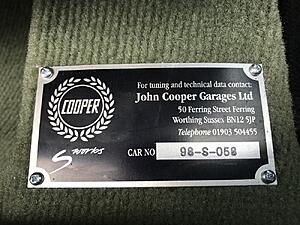 For tuning and technical data contact:
John Cooper Garages Ltd
50 Ferring Street Ferring
Worthing Sussex BN12 5JP
Telephone 01903 504455
COOPER
S works
CAR NO 98-S-058